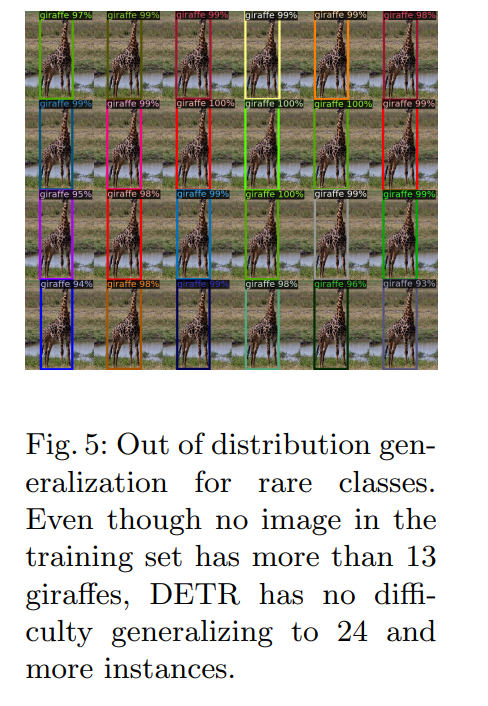 giraffe 97% giraffe 99% giraffe 99% giraffe 99% giraffe 99% giraffe 98%
giraffe 99% giraffe 99% giraffe 100% giraffe 100% giraffe 100% giraffe 99%
giraffe 95% giraffe 98% giraffe 99% giraffe 100% giraffe 99% giraffe 99%
giraffe 94% giraffe 98% giraffe 99% giraffe 98% giraffe 96% giraffe 93%
Fig. 5: Out of distribution gen-
eralization for rare classes.
Even though no image in the
training set has more than 13
giraffes, DETR has no diffi-
culty generalizing to 24 and
more instances.